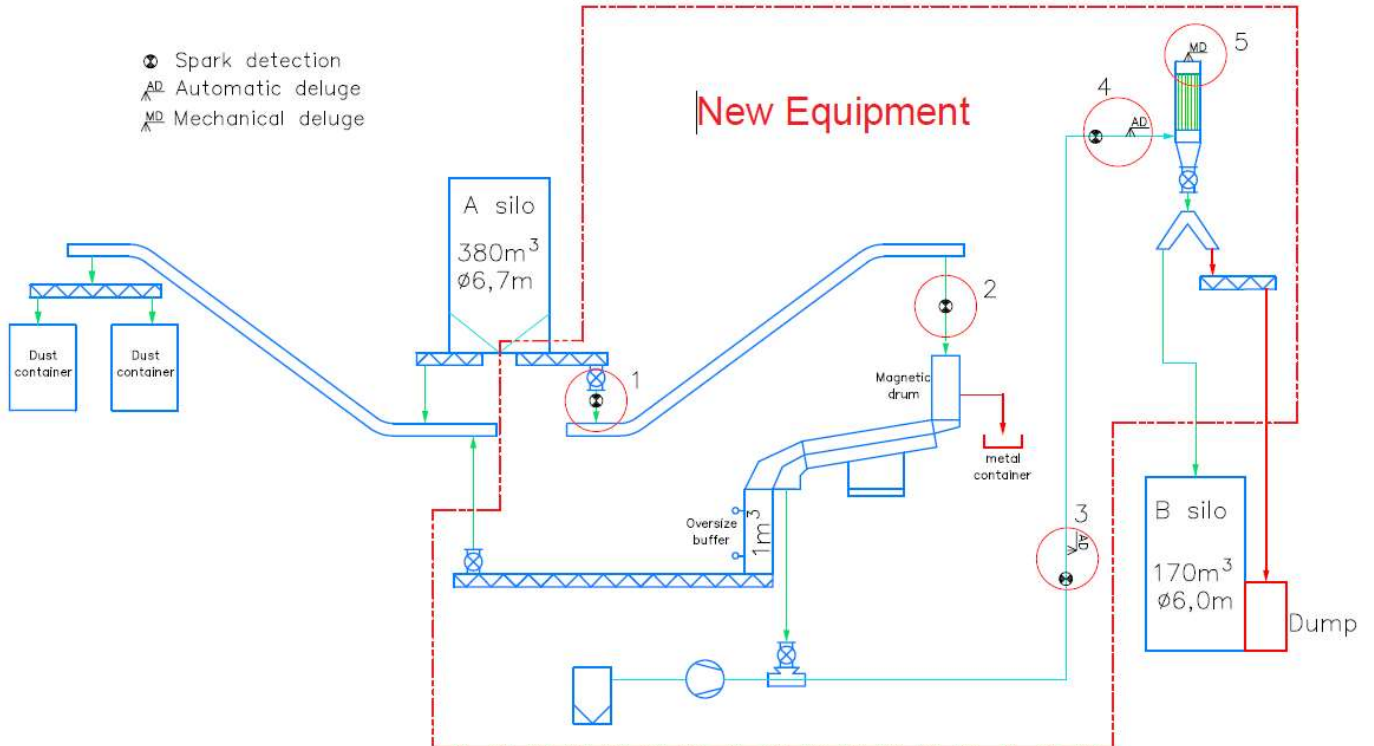 Spark detection
AD Automatic deluge
MD Mechanical deluge
New Equipment
MD
5
4
AD
A silo
380m³
ø6,7m
2
Dust
container
Dust
container
1
Magnetic
drum
metal
container
Oversize
buffer
1m³
3
AD
B silo
170m³
ø6,0m
Dump